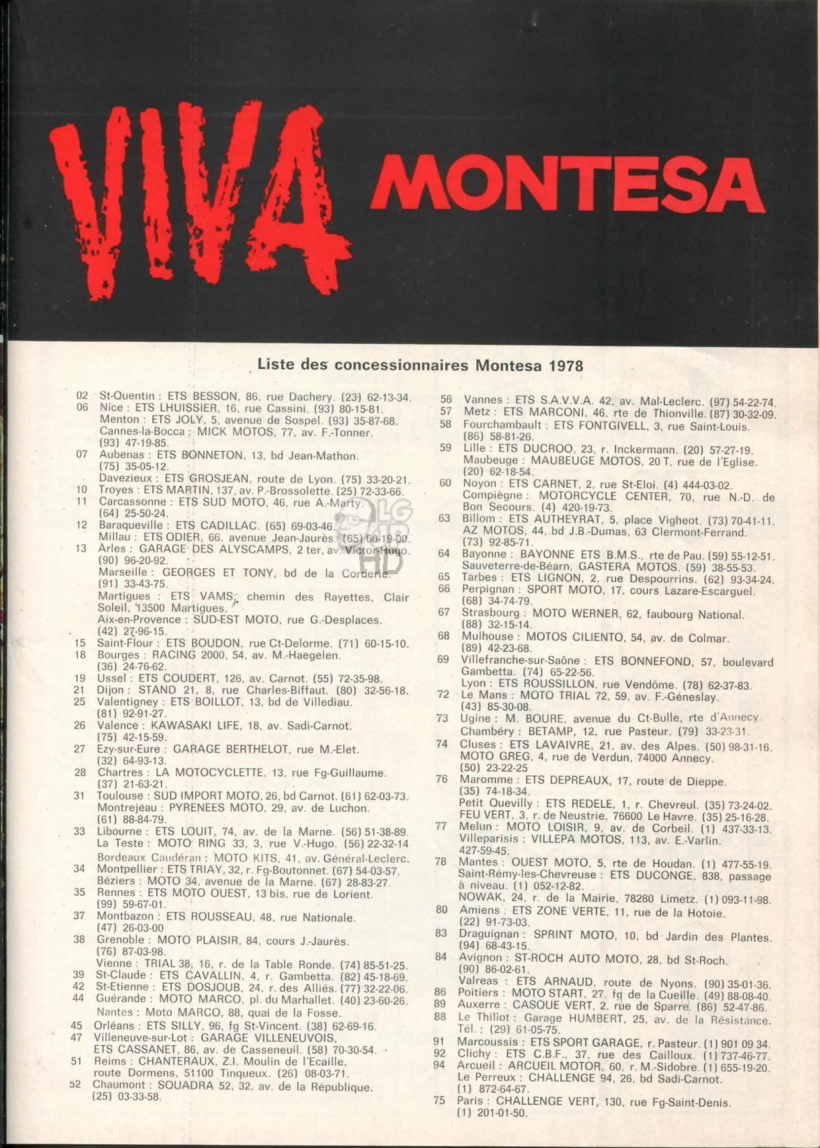 VIVA MONTESA
Liste des concessionnaires Montesa 1978
02 St-Quentin : ETS BESSON, 86, rue Dachery. (23) 62-13-34.
06 Nice : ETS LHUISSIER, 16, rue Cassini. (93) 80-15-81.
Menton : ETS JOLY, 5, avenue de Sospel. (93) 35-87-68.
Cannes-la-Bocca : MICK MOTOS, 77, av. F.-Tonner.
(93) 47-19-85.
07 Aubenas : ETS BONNETON, 13, bd Jean-Mathon.
(75) 35-05-12.
Davezieux : ETS GROSJEAN, route de Lyon. (75) 33-20-21.
10 Troyes : ETS MARTIN, 137, av. P.-Brossolette. (25) 72-33-66.
11 Carcassonne : ETS SUD MOTO, 46, rue A.-Marty.
(64) 25-50-24.
12 Baraqueville : ETS CADILLAC. (65) 69-03-46.
Millau : ETS ODIER, 66, avenue Jean-Jaurès. (65) 60-19-00.
13 Arles : GARAGE DES ALYSCAMPS, 2 ter, av. Victor-Hugo.
(90) 96-20-92.
Marseille : GEORGES ET TONY, bd de la Corderie.
(91) 33-43-75.
Martigues : ETS VAMS, chemin des Rayettes, Clair
Soleil, 13500 Martigues.
Aix-en-Provence : SUD-EST MOTO, rue G.-Desplaces.
(42) 27-96-15.
15 Saint-Flour : ETS BOUDON, rue Ct-Delorme. (71) 60-15-10.
18 Bourges : RACING 2000, 54, av. M.-Haegelen.
(36) 24-76-62.
19 Ussel : ETS COUDERT, 126, av. Carnot. (55) 72-35-98.
21 Dijon : STAND 21, 8, rue Charles-Biffaut. (80) 32-56-18.
25 Valentigney : ETS BOILLOT, 13, bd de Villediau.
(81) 92-91-27.
26 Valence : KAWASAKI LIFE, 18, av. Sadi-Carnot.
(75) 42-15-59.
27 Ezy-sur-Eure : GARAGE BERTHELOT, rue M.-Elet.
(32) 64-93-13.
28 Chartres : LA MOTOCYCLETTE, 13, rue Fg-Guillaume.
(37) 21-63-21.
31 Toulouse : SUD IMPORT MOTO, 26, bd Carnot. (61) 62-03-73.
Montrejeau : PYRENEES MOTO, 29, av. de Luchon.
(61) 88-84-79.
33 Libourne : ETS LOUIT, 74, av. de la Marne. (56) 51-38-89.
La Teste : MOTO RING 33, 3, rue V.-Hugo. (56) 22-32-14
Bordeaux Caudéran : MOTO KITS, 41, av. Général-Leclerc.
34 Montpellier : ETS TRIAY, 32, r. Fg-Boutonnet. (67) 54-03-57.
Béziers : MOTO 34, avenue de la Marne. (67) 28-83-27.
35 Rennes : ETS MOTO OUEST, 13 bis, rue de Lorient.
(99) 59-67-01.
37 Montbazon : ETS ROUSSEAU, 48, rue Nationale.
(47) 26-03-00
38 Grenoble : MOTO PLAISIR, 84, cours J.-Jaurès.
(76) 87-03-98.
Vienne : TRIAL 38, 16, r. de la Table Ronde. (74) 85-51-25.
39 St-Claude : ETS CAVALLIN, 4, r. Gambetta. (82) 45-18-69.
42 St-Etienne : ETS DOSJOUB, 24, r. des Alliés. (77) 32-22-06.
44 Guérande : MOTO MARCO, pl. du Marhallet. (40) 23-60-26.
Nantes : Moto MARCO, 88, quai de la Fosse.
45 Orléans : ETS SILLY, 96, fg St-Vincent. (38) 62-69-16.
47 Villeneuve-sur-Lot : GARAGE VILLENEUVOIS,
ETS CASSANET, 86, av. de Casseneuil. (58) 70-30-54.
51 Reims : CHANTERAUX, Z.I. Moulin de l'Ecaille,
route Dormens, 51100 Tinqueux. (26) 08-03-71.
52 Chaumont : SQUADRA 52, 32, av. de la République.
(25) 03-33-58.
56 Vannes : ETS S.A.V.V.A. 42, av. Mal-Leclerc. (97) 54-22-74.
57 Metz : ETS MARCONI, 46, rte de Thionville. (87) 30-32-09.
58 Fourchambault : ETS FONTGIVELL, 3, rue Saint-Louis.
(86) 58-81-26.
59 Lille : ETS DUCROO, 23, r. Inckermann. (20) 57-27-19.
Maubeuge : MAUBEUGE MOTOS, 20 T, rue de l'Eglise.
(20) 62-18-54.
60 Noyon : ETS CARNET, 2, rue St-Eloi. (4) 444-03-02.
Compiègne : MOTORCYCLE CENTER, 70, rue N.-D. de
Bon Secours. (4) 420-19-73.
63 Billom : ETS AUTHEYRAT, 5, place Vigheot. (73) 70-41-11.
AZ MOTOS, 44, bd J.B.-Dumas, 63 Clermont-Ferrand.
(73) 92-85-71.
64 Bayonne : BAYONNE ETS B.M.S., rte de Pau. (59) 55-12-51.
Sauveterre-de-Béarn, GASTERA MOTOS. (59) 38-55-53.
65 Tarbes : ETS LIGNON, 2, rue Despourrins. (62) 93-34-24.
66 Perpignan : SPORT MOTO, 17, cours Lazare-Escarguel.
(68) 34-74-79.
67 Strasbourg : MOTO WERNER, 62, faubourg National.
(88) 32-15-14.
68 Mulhouse : MOTOS CILIENTO, 54, av. de Colmar.
(89) 42-23-68.
69 Villefranche-sur-Saône : ETS BONNEFOND, 57, boulevard
Gambetta. (74) 65-22-56.
Lyon : ETS ROUSSILLON, rue Vendôme. (78) 62-37-83.
72 Le Mans : MOTO TRIAL 72, 59, av. F.-Géneslay.
(43) 85-30-08.
73 Ugine : M. BOURE, avenue du Ct-Bulle, rte d'Annecy.
Chambéry : BETAMP, 12, rue Pasteur. (79) 33-23-31.
74 Cluses : ETS LAVAIVRE, 21, av. des Alpes. (50) 98-31-16.
MOTO GREG, 4, rue de Verdun, 74000 Annecy.
(50) 23-22-25
76 Maromme : ETS DEPREAUX, 17, route de Dieppe.
(35) 74-18-34.
Petit Quevilly : ETS REDELE, 1, r. Chevreul. (35) 73-24-02.
FEU VERT, 3, r. de Neustrie, 76600 Le Havre. (35) 25-16-28.
77 Melun : MOTO LOISIR, 9, av. de Corbeil. (1) 437-33-13.
Villeparisis : VILLEPA MOTOS, 113, av. E.-Varlin.
427-59-45.
78 Mantes : OUEST MOTO, 5, rte de Houdan. (1) 477-55-19.
Saint-Rémy-les-Chevreuse : ETS DUCONGE, 838, passage
à niveau. (1) 052-12-82.
NOWAK, 24, r. de la Mairie, 78280 Limetz. (1) 093-11-98.
80 Amiens : ETS ZONE VERTE, 11, rue de la Hotoie.
(22) 91-73-03.
83 Draguignan : SPRINT MOTO, 10, bd Jardin des Plantes.
(94) 68-43-15.
84 Avignon : ST-ROCH AUTO MOTO, 28, bd St-Roch.
(90) 86-02-61.
Valreas : ETS ARNAUD, route de Nyons. (90) 35-01-36.
86 Poitiers : MOTO START, 27, fg de la Cueille. (49) 88-08-40.
89 Auxerre : CASQUE VERT, 2, rue de Sparre. (86) 52-47-86.
88 Le Thillot : Garage HUMBERT, 25, av. de la Résistance.
Tél. : (29) 61-05-75.
91 Marcoussis : ETS SPORT GARAGE, r. Pasteur. (1) 901 09 34.
92 Clichy : ETS C.B.F., 37, rue des Cailloux. (1) 737-46-77.
94 Arcueil : ARCUEIL MOTOR, 60, r. M.-Sidobre. (1) 655-19-20.
Le Perreux : CHALLENGE 94, 26, bd Sadi-Carnot.
(1) 872-64-67.
75 Paris : CHALLENGE VERT, 130, rue Fg-Saint-Denis.
(1) 201-01-50.